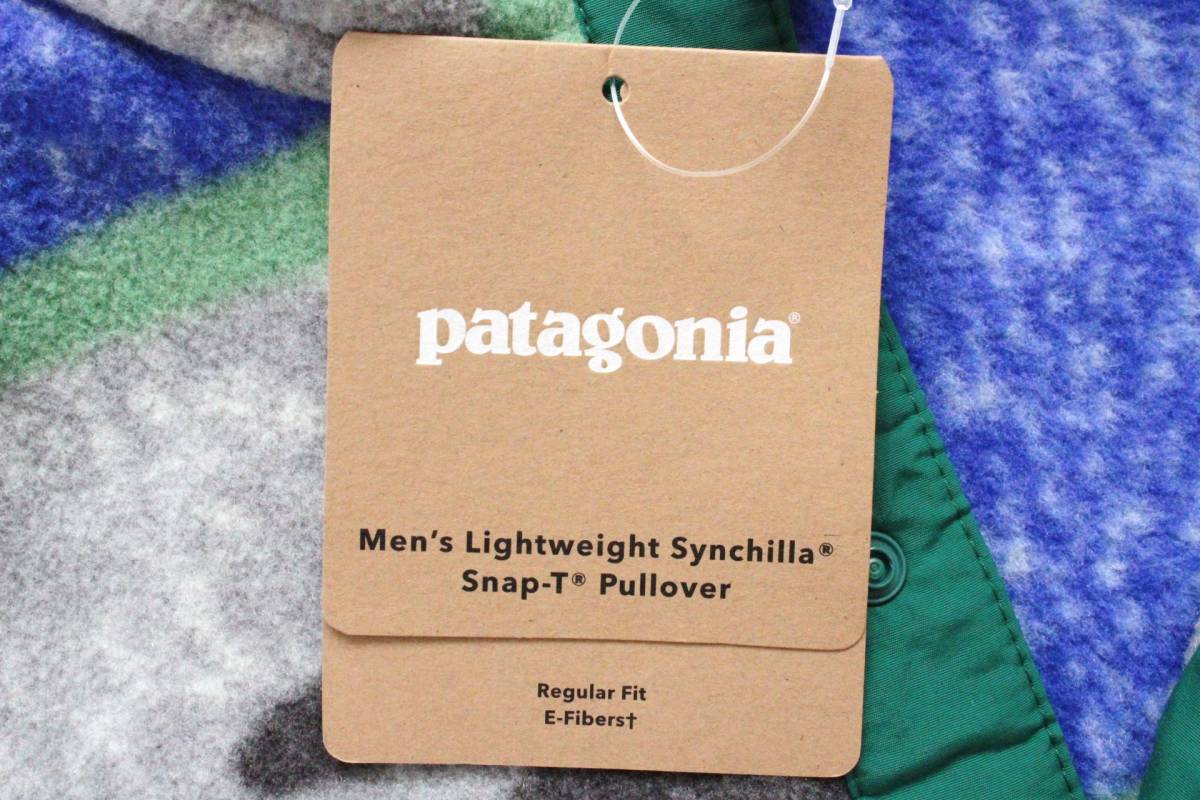 patagonia®
Men’s Lightweight Synchilla®
Snap-T® Pullover
Regular Fit
E-Fibers†